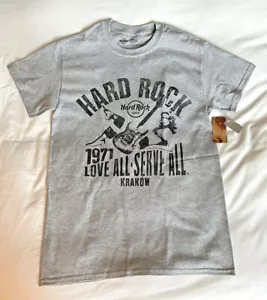 HARD ROCK
Hard Rock
CAFE
1971
LOVE ALL·SERVE ALL
KRAKOW